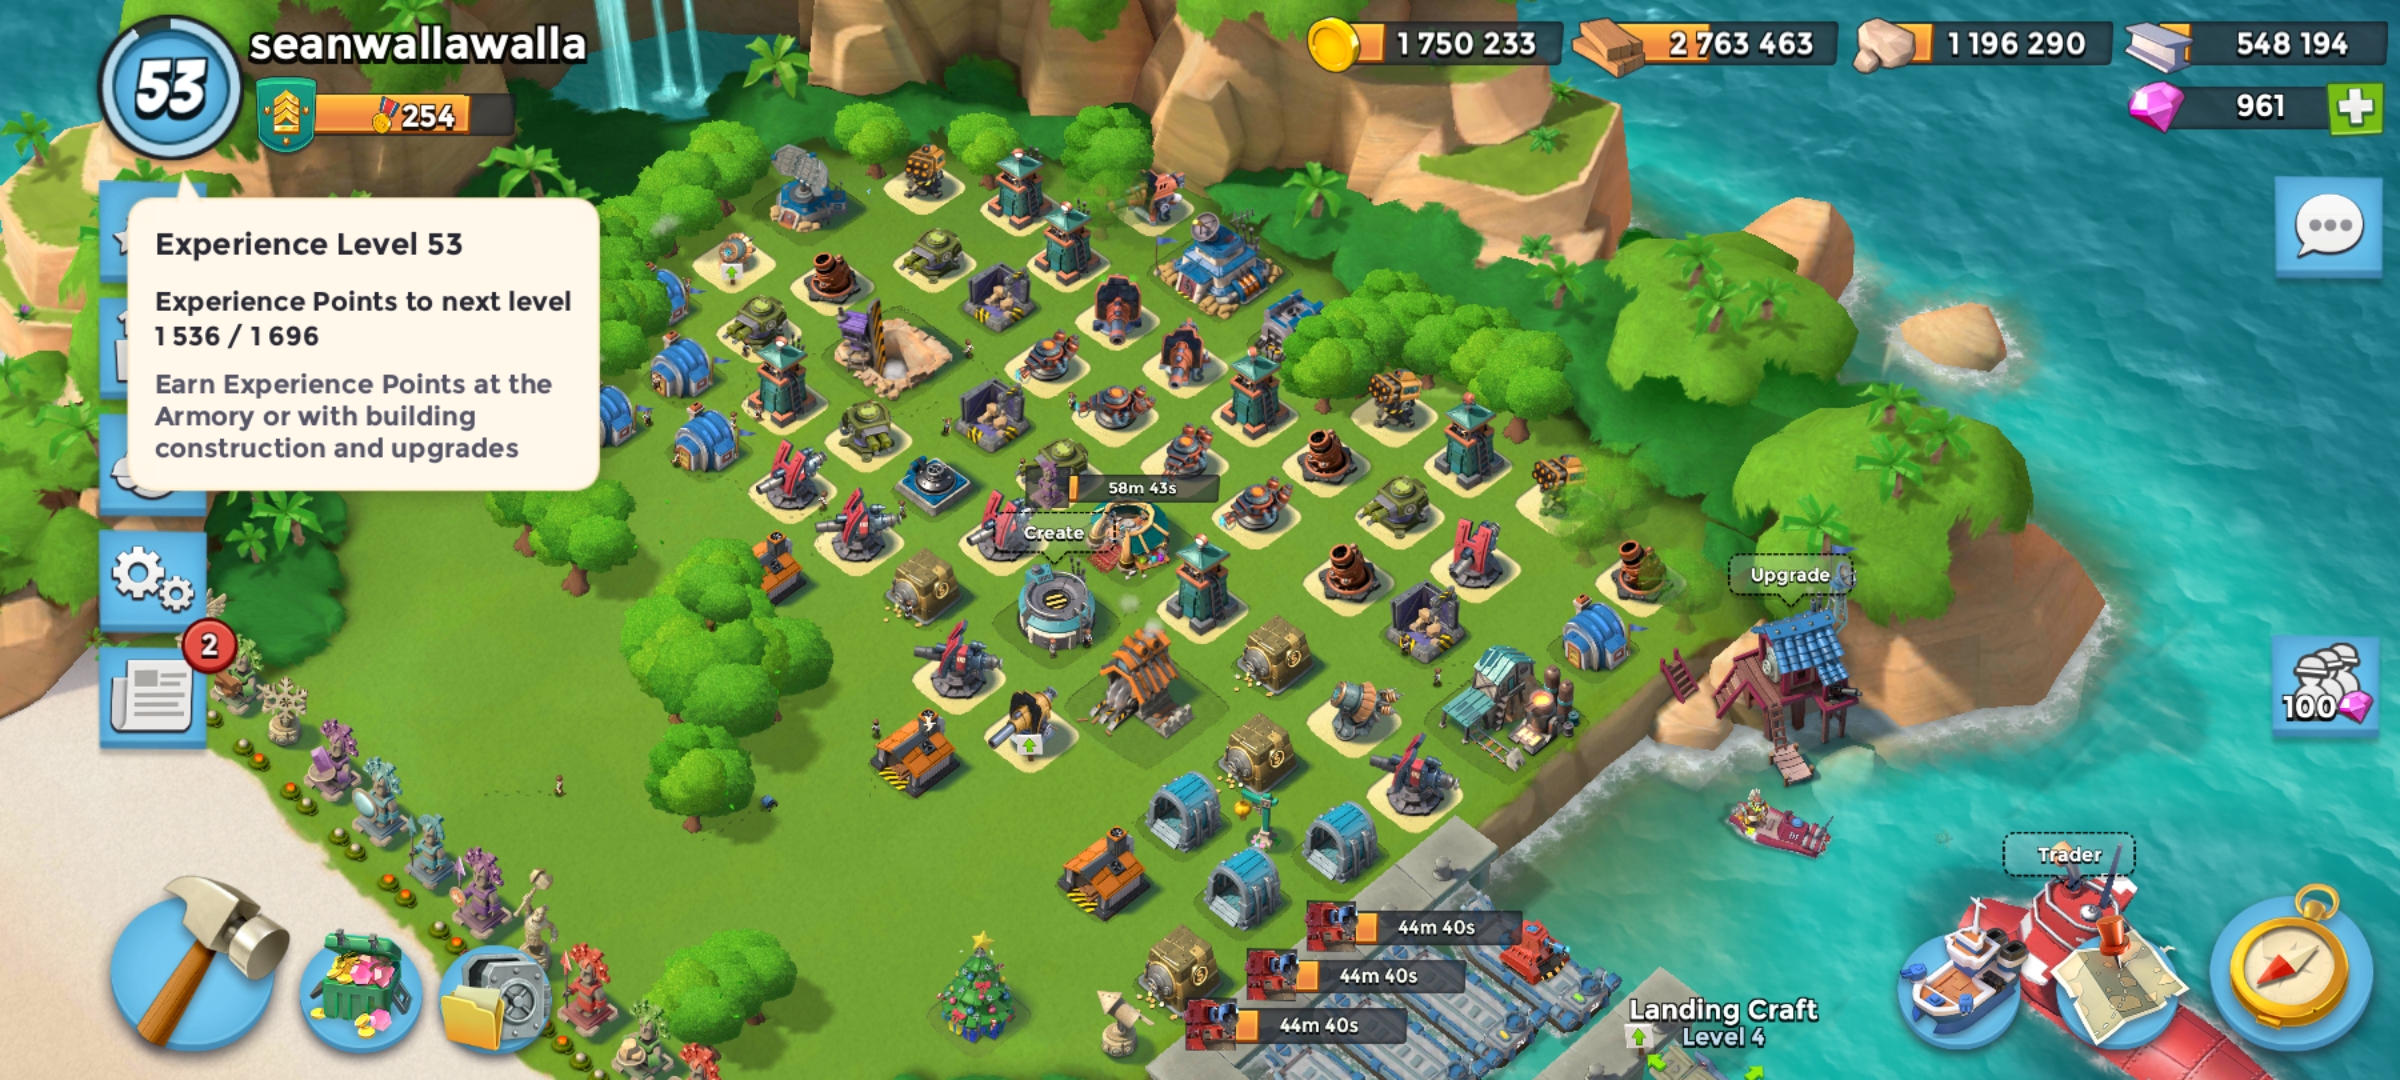 53
seanwallawalla
254
1 750 233
2 763 463
1 196 290
548 194
961
Experience Level 53
Experience Points to next level
1 536 / 1 696
Earn Experience Points at the
Armory or with building
construction and upgrades
58m 43s
Create
Upgrade
2
100
Trader
44m 40s
44m 40s
44m 40s
Landing Craft
Level 4